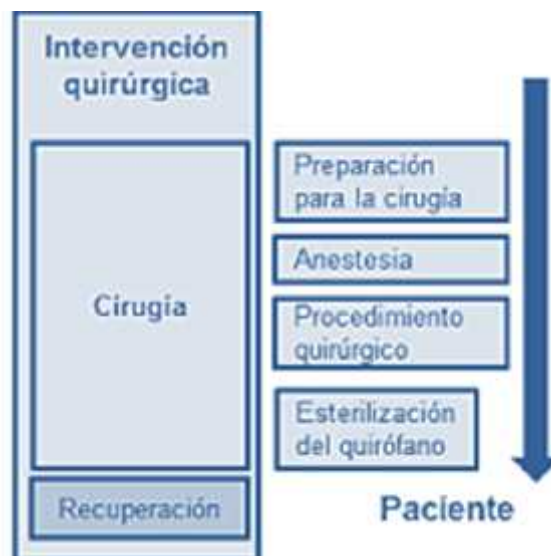 Intervención
quirúrgica
Preparación
para la cirugía
Anestesia
Cirugía
Procedimiento
quirúrgico
Esterilización
del quirófano
Recuperación
Paciente